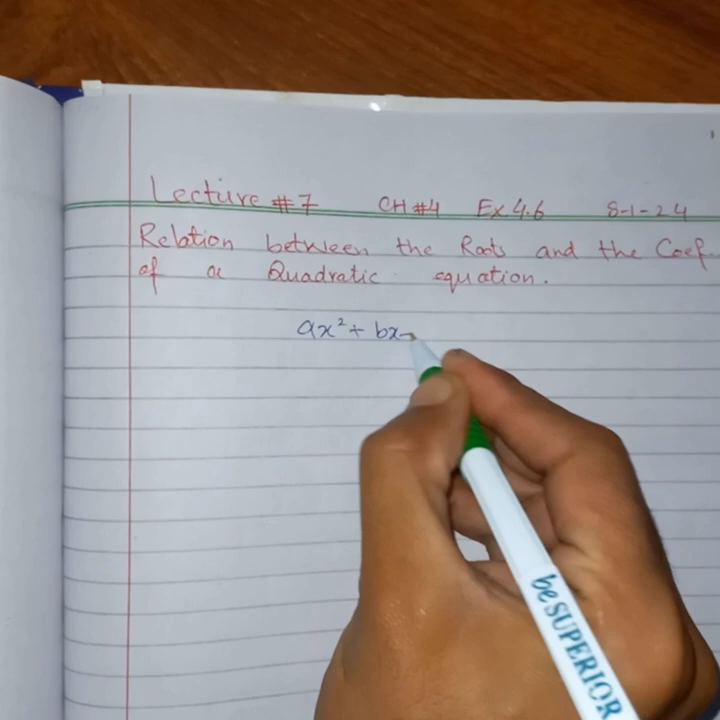 Lecture #7 CH #4 Ex 4.6 8-1-24
Relation between the Roots and the Coef.
of a Quadratic equation.
ax² + bx
be SUPERIOR